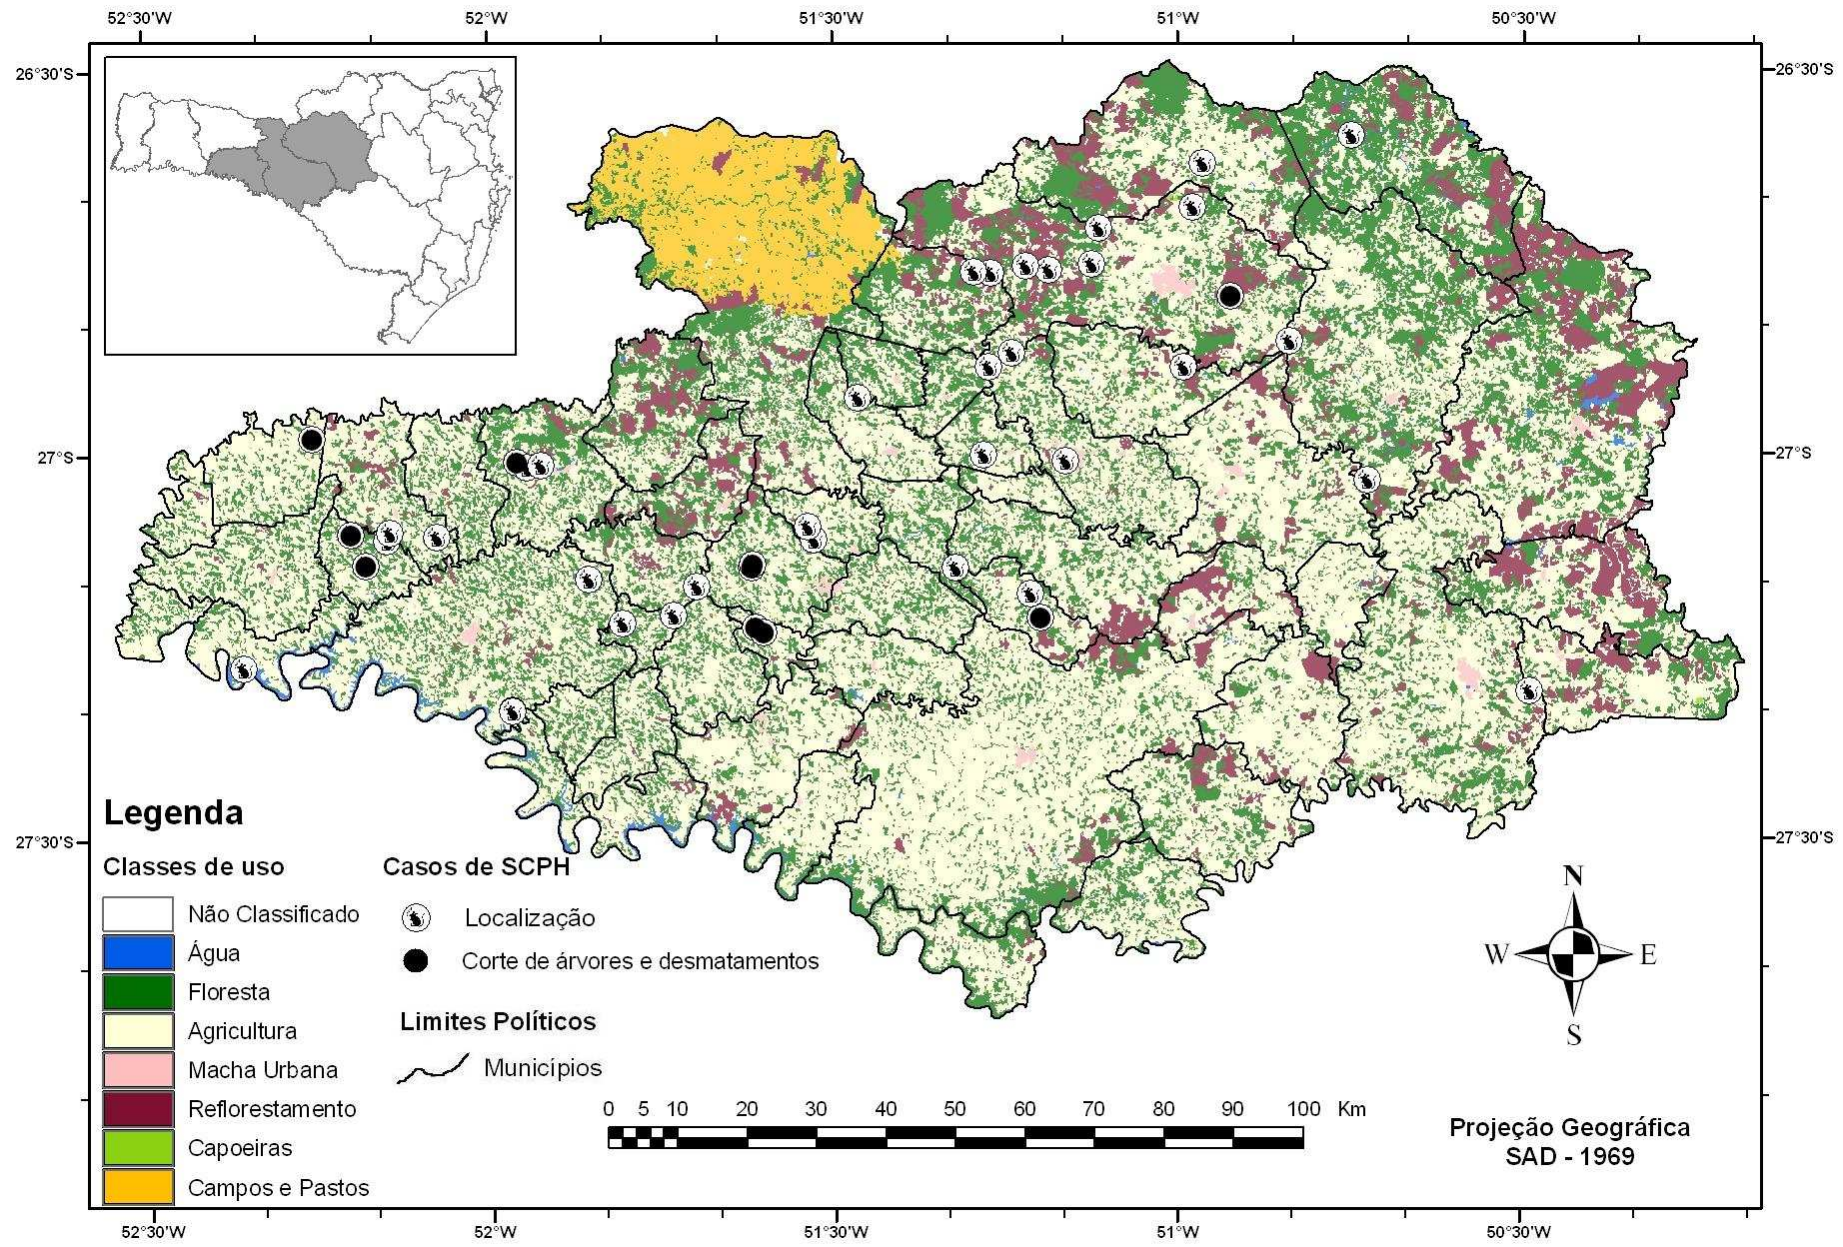 52°30'W 52°W 51°30'W 51°W 50°30'W
26°30'S 26°30'S
27°S 27°S
27°30'S 27°30'S
Legenda
Classes de uso
Não Classificado
Água
Floresta
Agricultura
Macha Urbana
Reflorestamento
Capoeiras
Campos e Pastos
Casos de SCPH
Localização
Corte de árvores e desmatamentos
Limites Políticos
Municípios
0 5 10 20 30 40 50 60 70 80 90 100 Km
N
W E
S
Projeção Geográfica
SAD - 1969
52°30'W 52°W 51°30'W 51°W 50°30'W